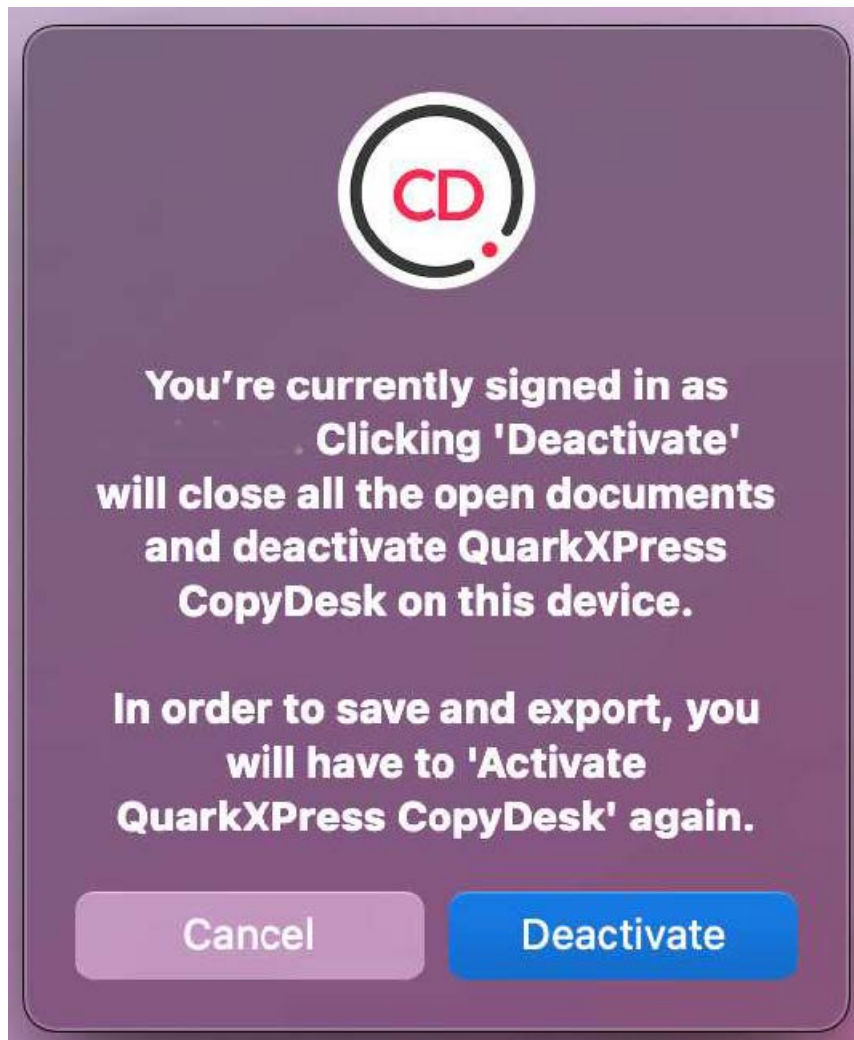 CD
You're currently signed in as
. Clicking 'Deactivate'
will close all the open documents
and deactivate QuarkXPress
CopyDesk on this device.
In order to save and export, you
will have to 'Activate
QuarkXPress CopyDesk' again.
Cancel
Deactivate